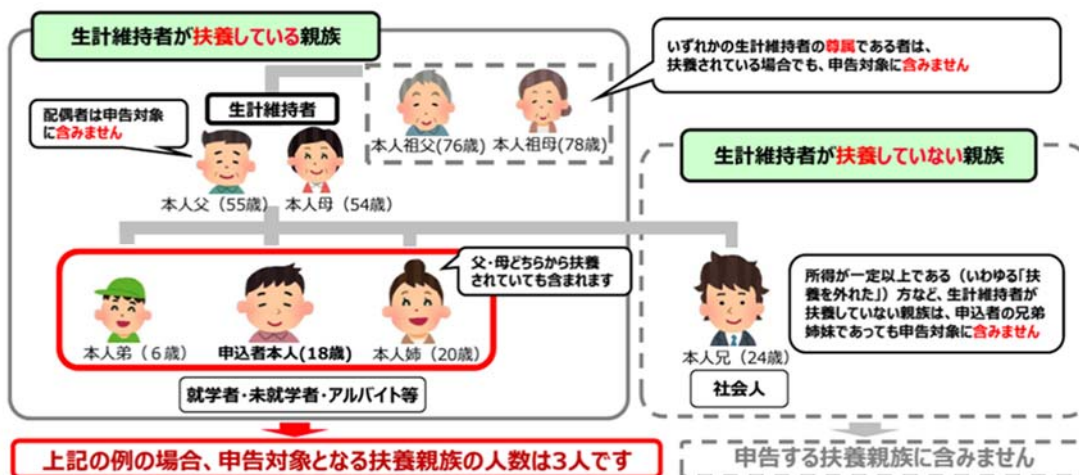 生計維持者が扶養している親族
いずれかの生計維持者の尊属である者は、
扶養されている場合でも、申告対象に含みません
配偶者は申告対象
に含みません
生計維持者
本人祖父(76歳)
本人祖母(78歳)
本人父（55歳）
本人母（54歳）
生計維持者が扶養していない親族
父・母どちらから扶養
されていても含まれます
本人弟（6歳）
申込者本人(18歳)
本人姉（20歳）
就学者・未就学者・アルバイト等
本人兄（24歳）
社会人
所得が一定以上である（いわゆる「扶
養を外れた」）方など、生計維持者が
扶養していない親族は、申込者の兄弟
姉妹であっても申告対象に含みません
上記の例の場合、申告対象となる扶養親族の人数は3人です
申告する扶養親族に含みません